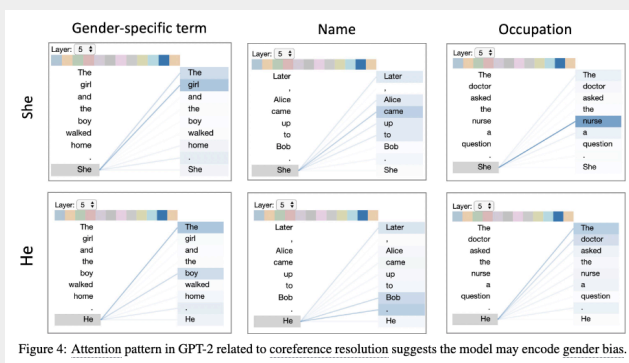 Gender-specific term
Name
Occupation
She
Layer: 5
The The
girl girl
and and
the the
boy boy
walked walked
home home
. .
She She
Layer: 5
Later Later
, ,
Alice Alice
came came
up up
to to
Bob Bob
. .
She She
Layer: 5
The The
doctor doctor
asked asked
the the
nurse nurse
a a
question question
. .
She She
He
Layer: 5
The The
girl girl
and and
the the
boy boy
walked walked
home home
. .
He He
Layer: 5
Later Later
, ,
Alice Alice
came came
up up
to to
Bob Bob
. .
He He
Layer: 5
The The
doctor doctor
asked asked
the the
nurse nurse
a a
question question
. .
He He
Figure 4: Attention pattern in GPT-2 related to coreference resolution suggests the model may encode gender bias.